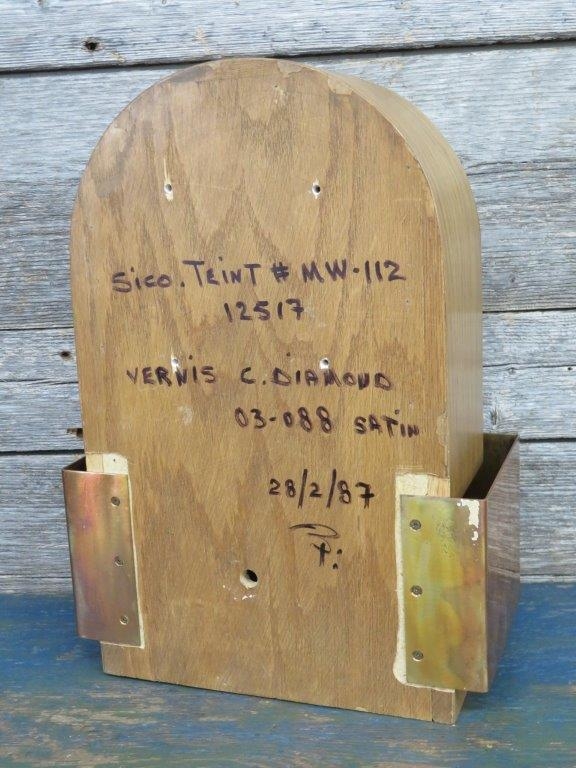 Sico. TEiNT # MW-112
12517
VERNiS C. DiAMOND
03-088 SATiN
28/2/87